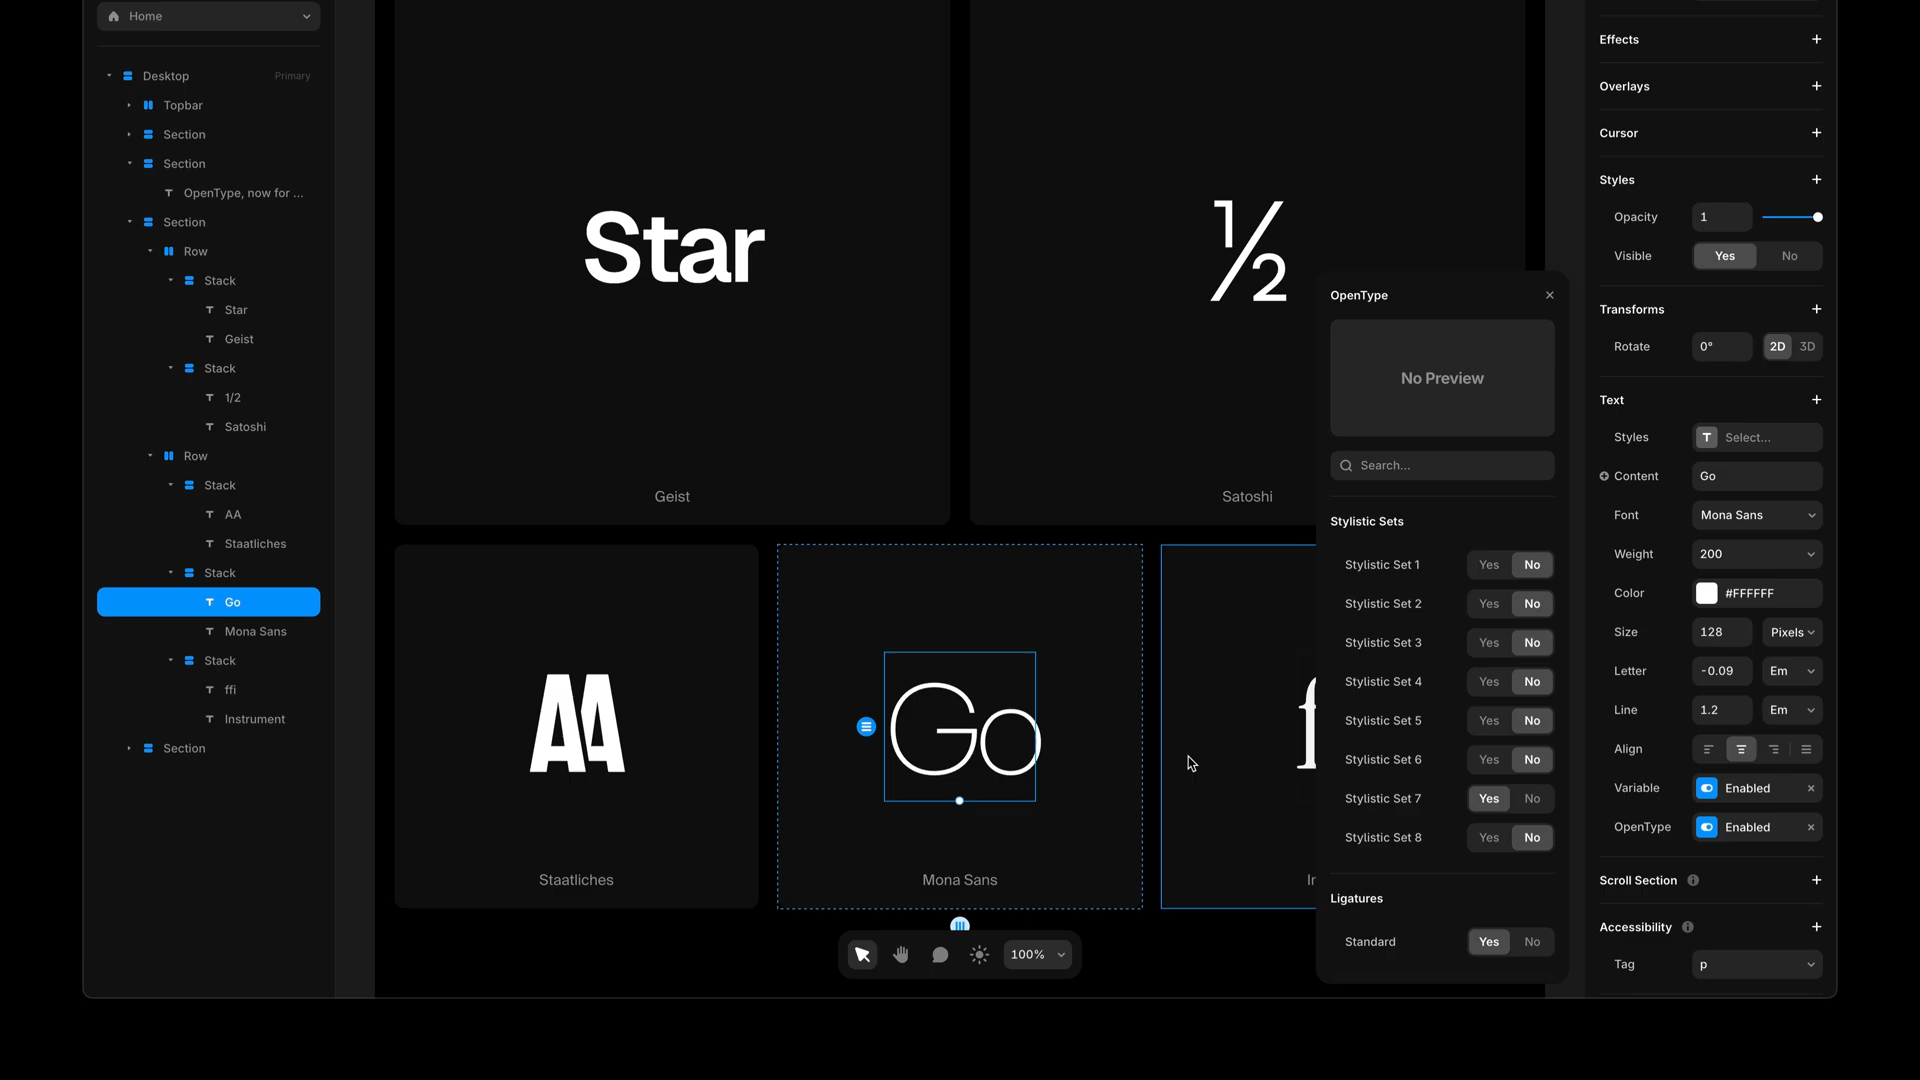 Home
Desktop
Primary
Topbar
Section
Section
OpenType, now for ...
Section
Row
Stack
Star
Geist
Stack
1/2
Satoshi
Row
Stack
AA
Staatliches
Stack
Go
Mona Sans
Stack
ffi
Instrument
Section
Star
Geist
½
Satoshi
AA
Staatliches
Go
Mona Sans
100%
OpenType
No Preview
Search...
Stylistic Sets
Stylistic Set 1 Yes No
Stylistic Set 2 Yes No
Stylistic Set 3 Yes No
Stylistic Set 4 Yes No
Stylistic Set 5 Yes No
Stylistic Set 6 Yes No
Stylistic Set 7 Yes No
Stylistic Set 8 Yes No
Ligatures
Standard Yes No
Effects
Overlays
Cursor
Styles
Opacity 1
Visible Yes No
Transforms
Rotate 0° 2D 3D
Text
Styles T Select...
Content Go
Font Mona Sans
Weight 200
Color #FFFFFF
Size 128 Pixels
Letter -0.09 Em
Line 1.2 Em
Align
Variable Enabled
OpenType Enabled
Scroll Section
Accessibility
Tag p